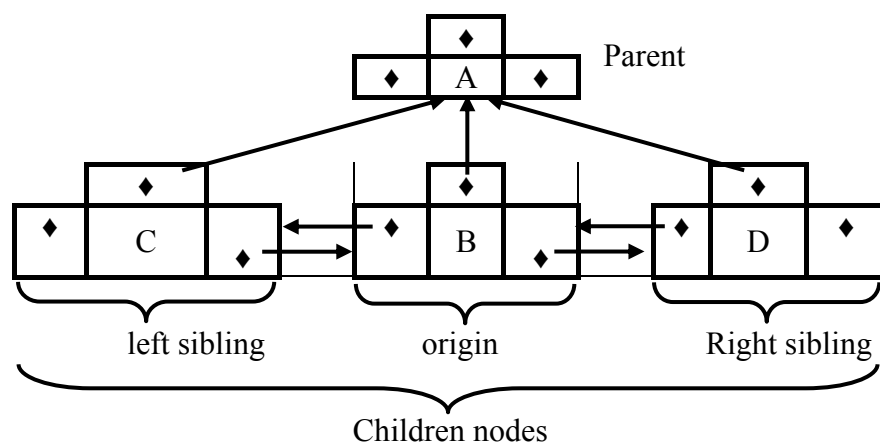 Parent
A
C
B
D
left sibling
origin
Right sibling
Children nodes